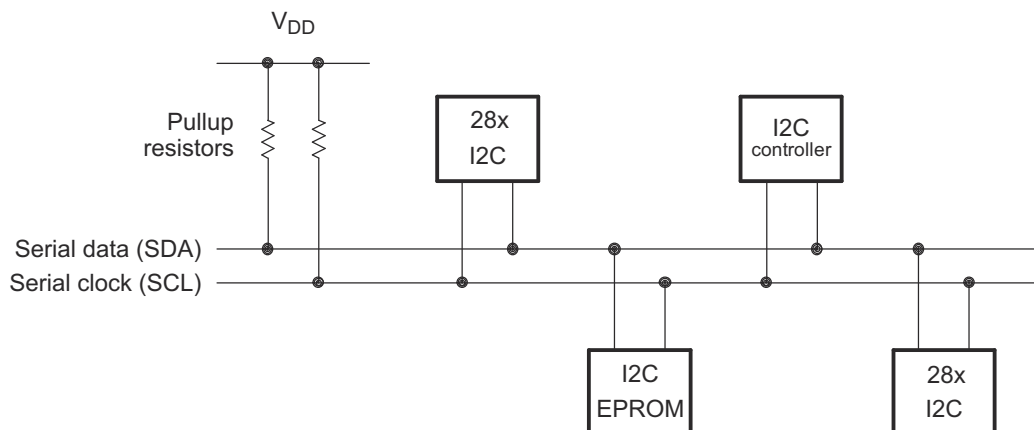 VDD
Pullup
resistors
28x
I2C
I2C
controller
Serial data (SDA)
Serial clock (SCL)
I2C
EPROM
28x
I2C